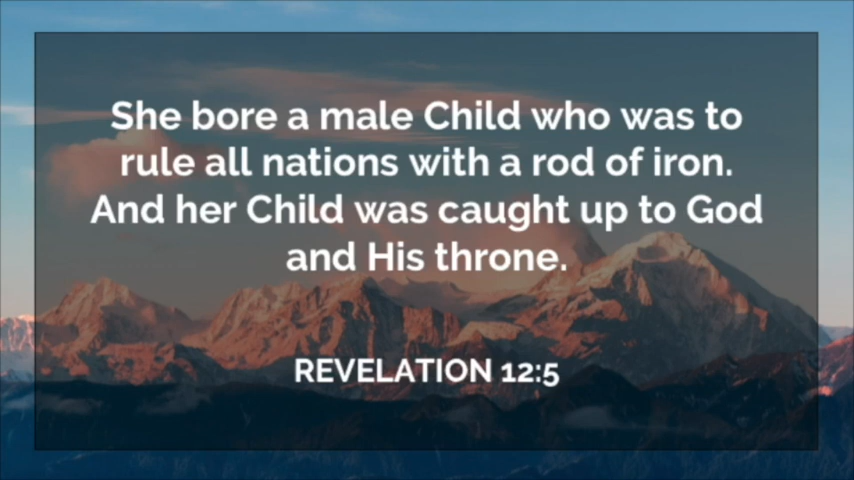 She bore a male Child who was to
rule all nations with a rod of iron.
And her Child was caught up to God
and His throne.
REVELATION 12:5